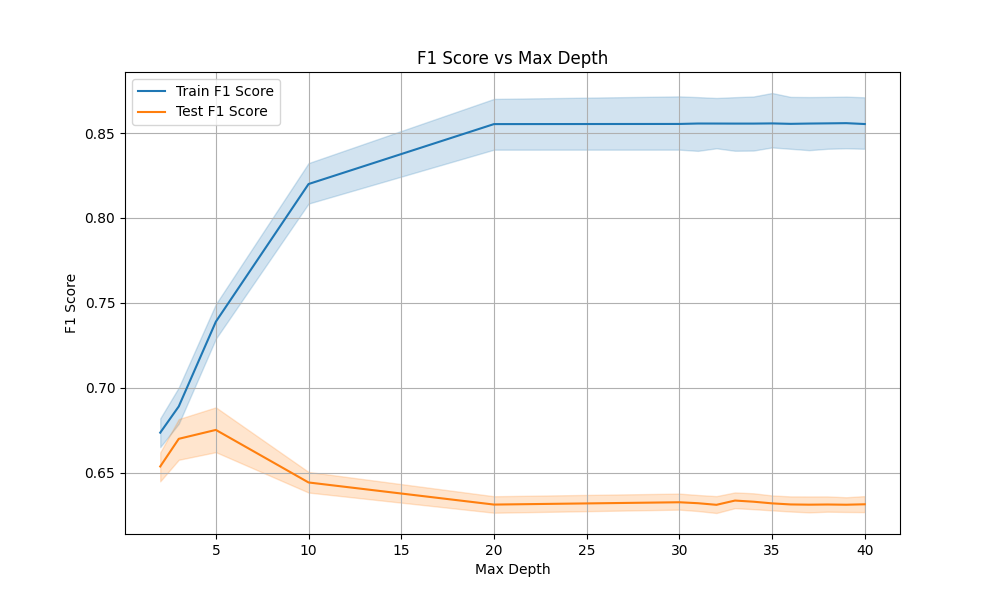 F1 Score vs Max Depth
Train F1 Score
Test F1 Score
F1 Score
0.85
0.80
0.75
0.70
0.65
5 10 15 20 25 30 35 40
Max Depth